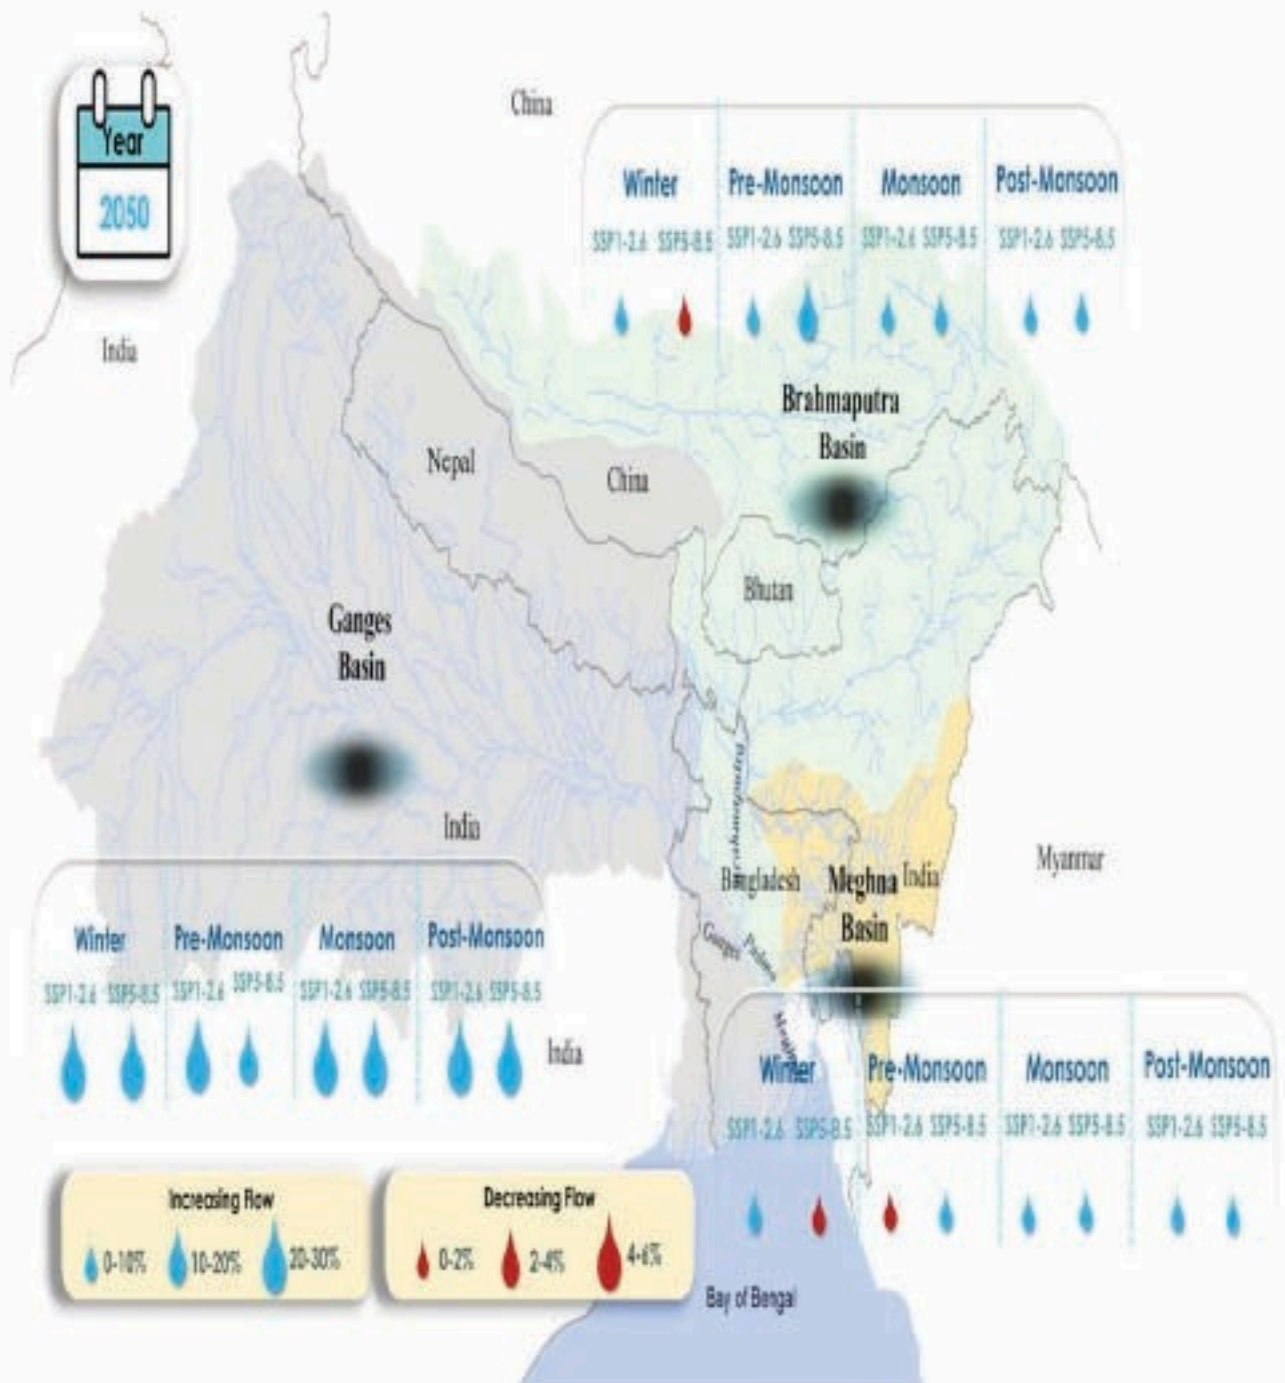 Year
2050
China
India
Winter Pre-Monsoon Monsoon Post-Monsoon
SSP1-2.6 SSP5-8.5 SSP1-2.6 SSP5-8.5 SSP1-2.6 SSP5-8.5 SSP1-2.6 SSP5-8.5
Brahmaputra
Basin
Nepal
China
Bhutan
Ganges
Basin
India
Bangladesh
Meghna
Basin
India
Myanmar
Ganges
Padma
Winter Pre-Monsoon Monsoon Post-Monsoon
SSP1-2.6 SSP5-8.5 SSP1-2.6 SSP5-8.5 SSP1-2.6 SSP5-8.5 SSP1-2.6 SSP5-8.5
India
Winter Pre-Monsoon Monsoon Post-Monsoon
SSP1-2.6 SSP5-8.5 SSP1-2.6 SSP5-8.5 SSP1-2.6 SSP5-8.5 SSP1-2.6 SSP5-8.5
Increasing Flow
0-10% 10-20% 20-30%
Decreasing Flow
0-2% 2-4% 4-6%
Bay of Bengal